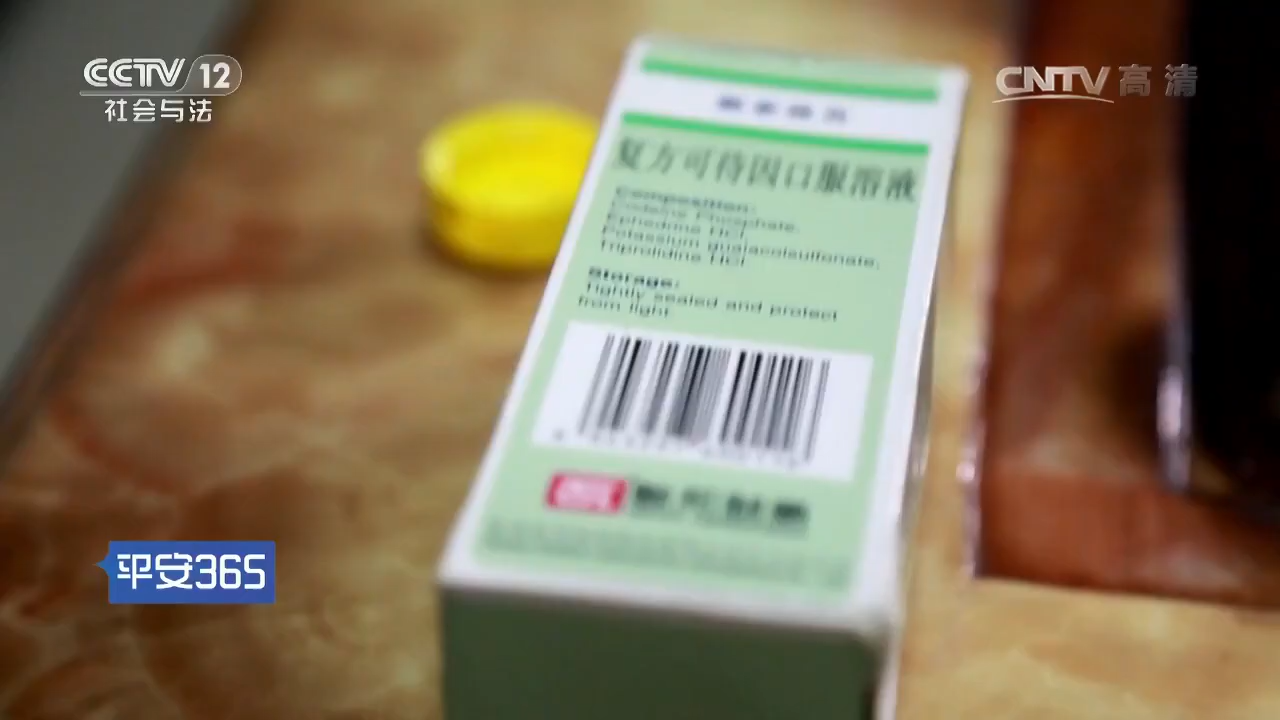 CCTV 12
社会与法
CNTV 高清
复方可待因口服溶液
Composition:
Codeine Phosphate,
Ephedrine HCl
Potassium guaiacolsulfonate,
Triprolidine HCl
Storage:
Tightly sealed and protect
from light
平安365